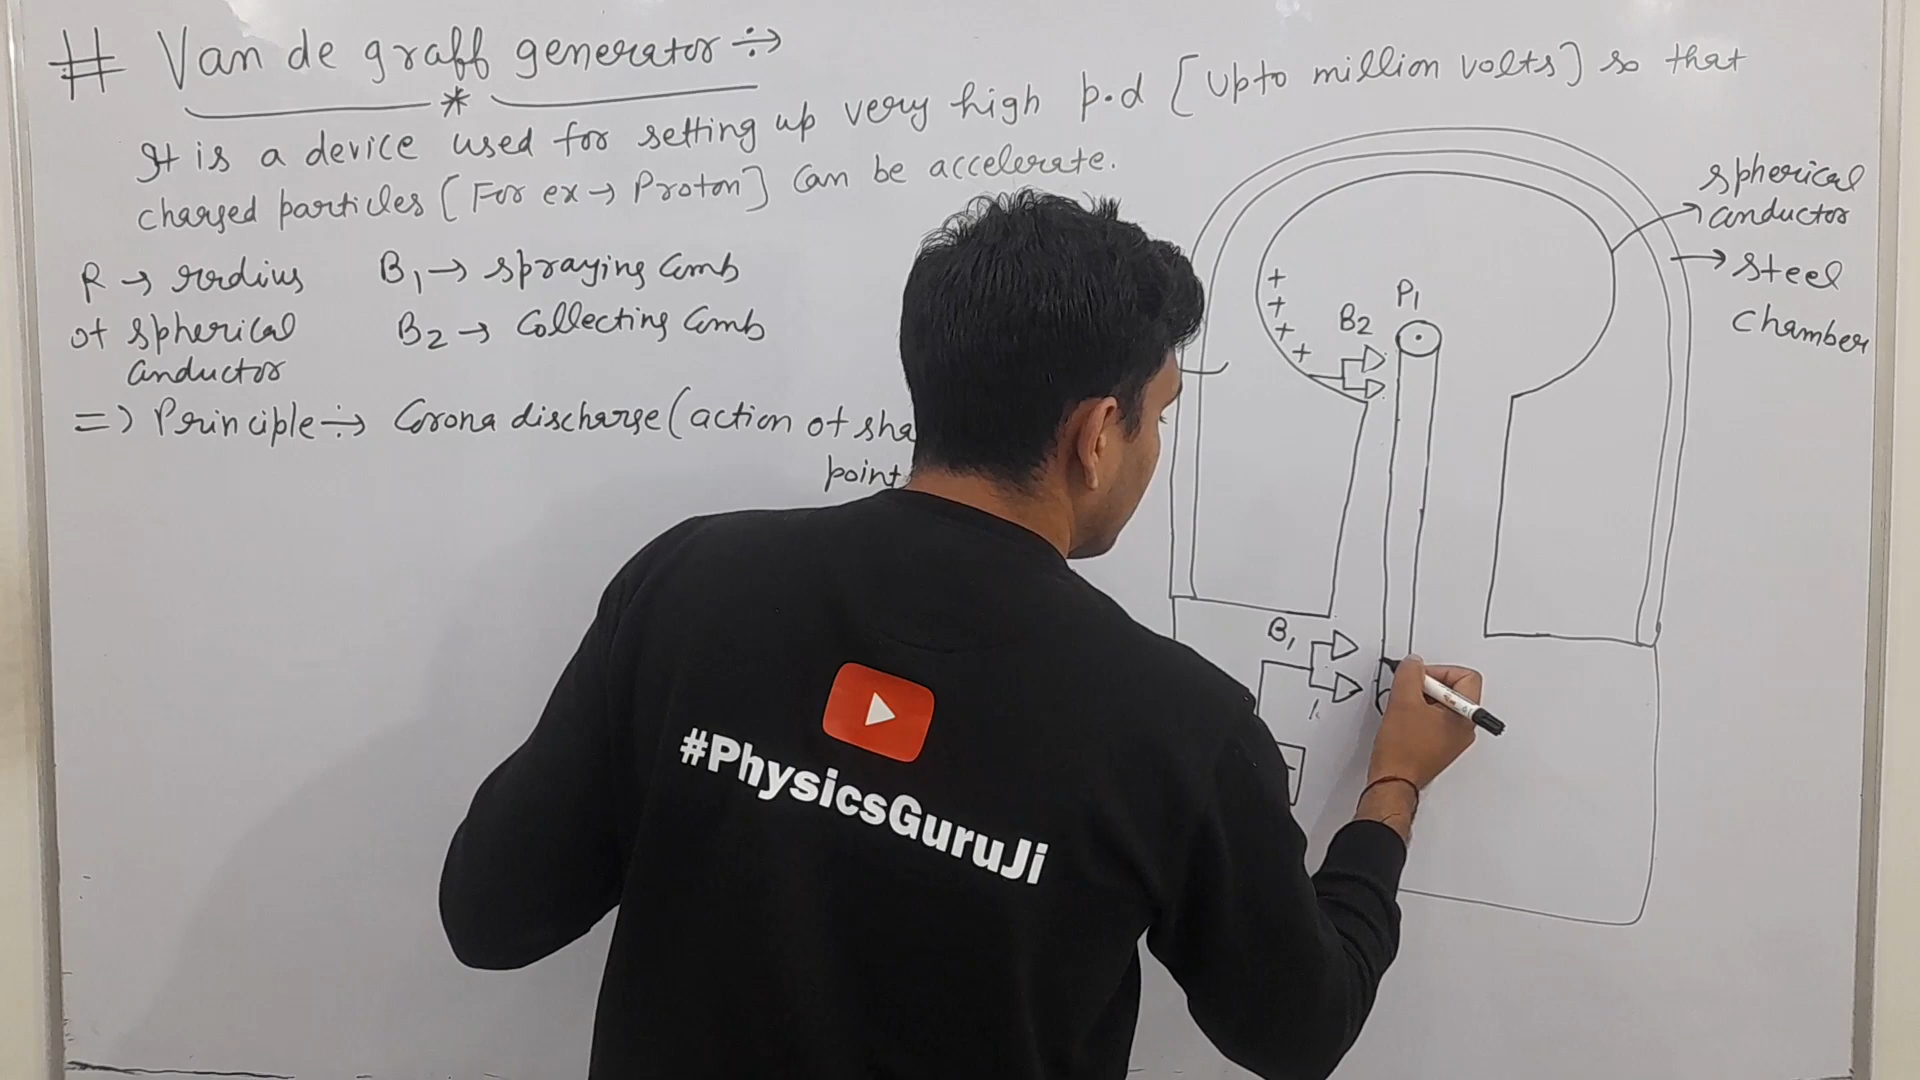 # Van de graff generator ÷→
*
It is a device used for setting up very high p.d [upto million volts] so that
charged particles [For ex → Proton] can be accelerate.
R → radius
of spherical
conductor
B1 → spraying Comb
B2 → Collecting Comb
=> Principle ÷→ Corona discharge (action of sha
point
spherical
conductor
steel
chamber
+
+
+
+
B2
P1
B1
#PhysicsGuruJi